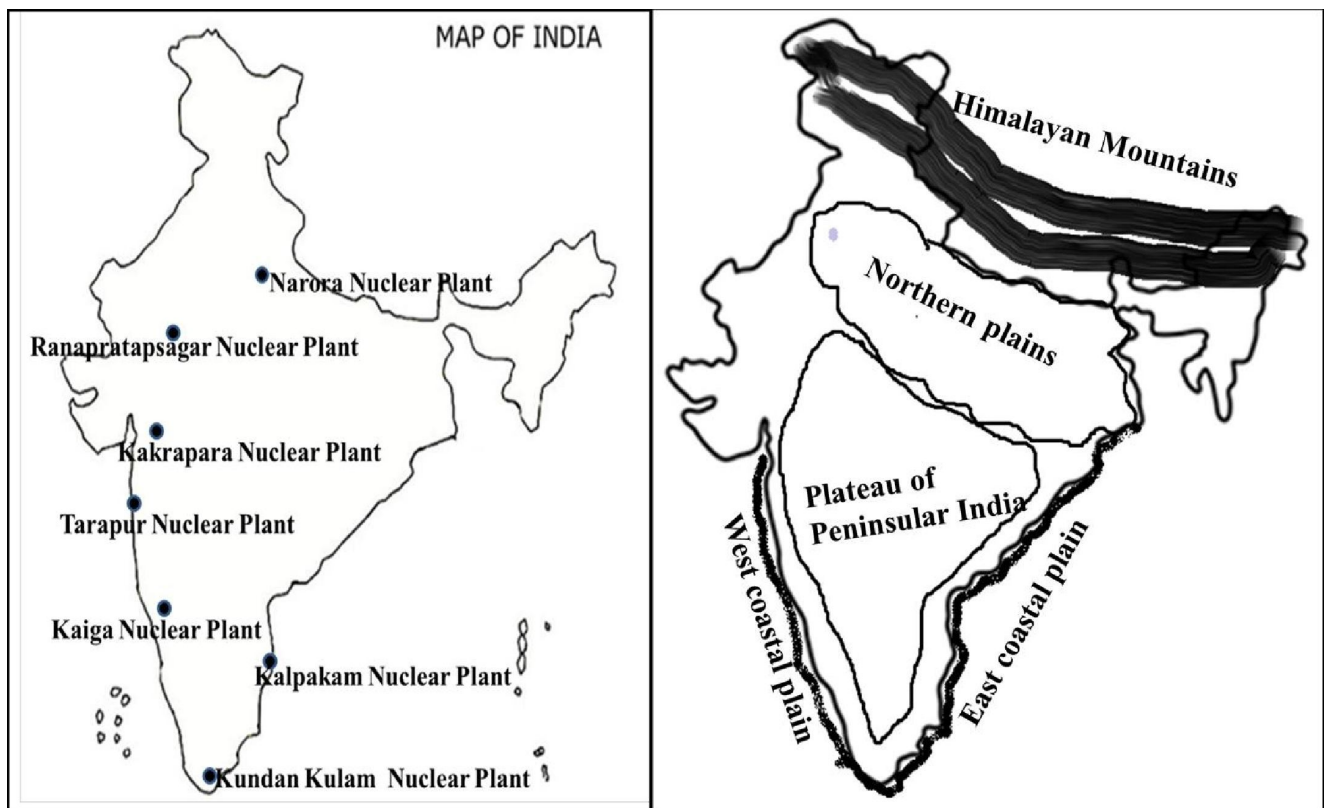 MAP OF INDIA
Narora Nuclear Plant
Ranapratapsagar Nuclear Plant
Kakrapara Nuclear Plant
Tarapur Nuclear Plant
Kaiga Nuclear Plant
Kalpakam Nuclear Plant
Kundan Kulam Nuclear Plant
Himalayan Mountains
Northern plains
Plateau of
Peninsular India
West coastal plain
East coastal plain